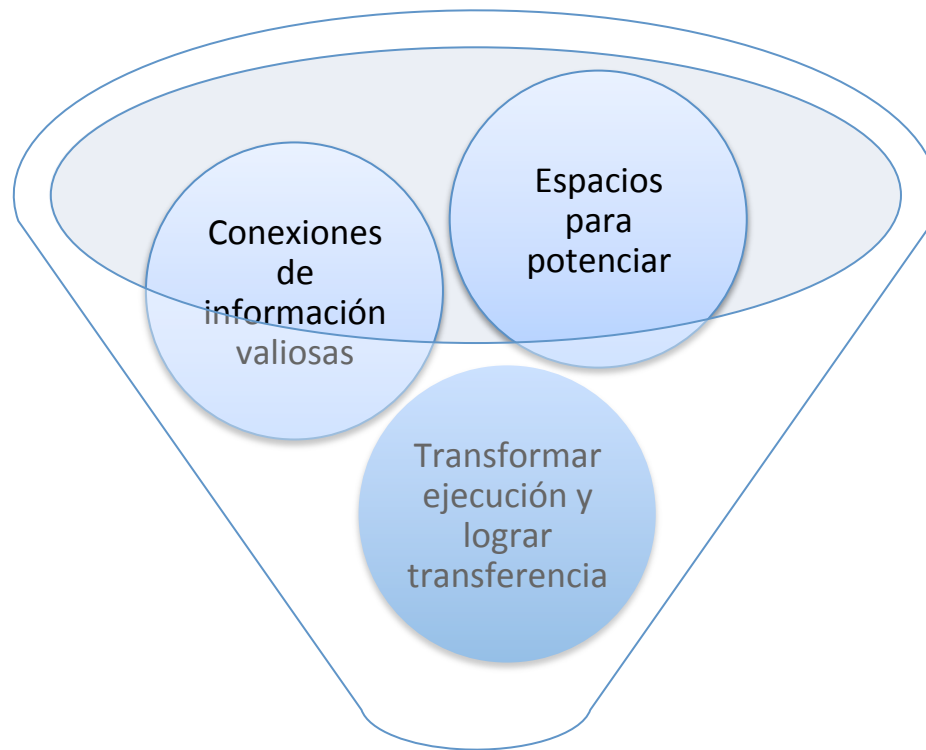 Conexiones
de
información
valiosas
Espacios
para
potenciar
Transformar
ejecución y
lograr
transferencia